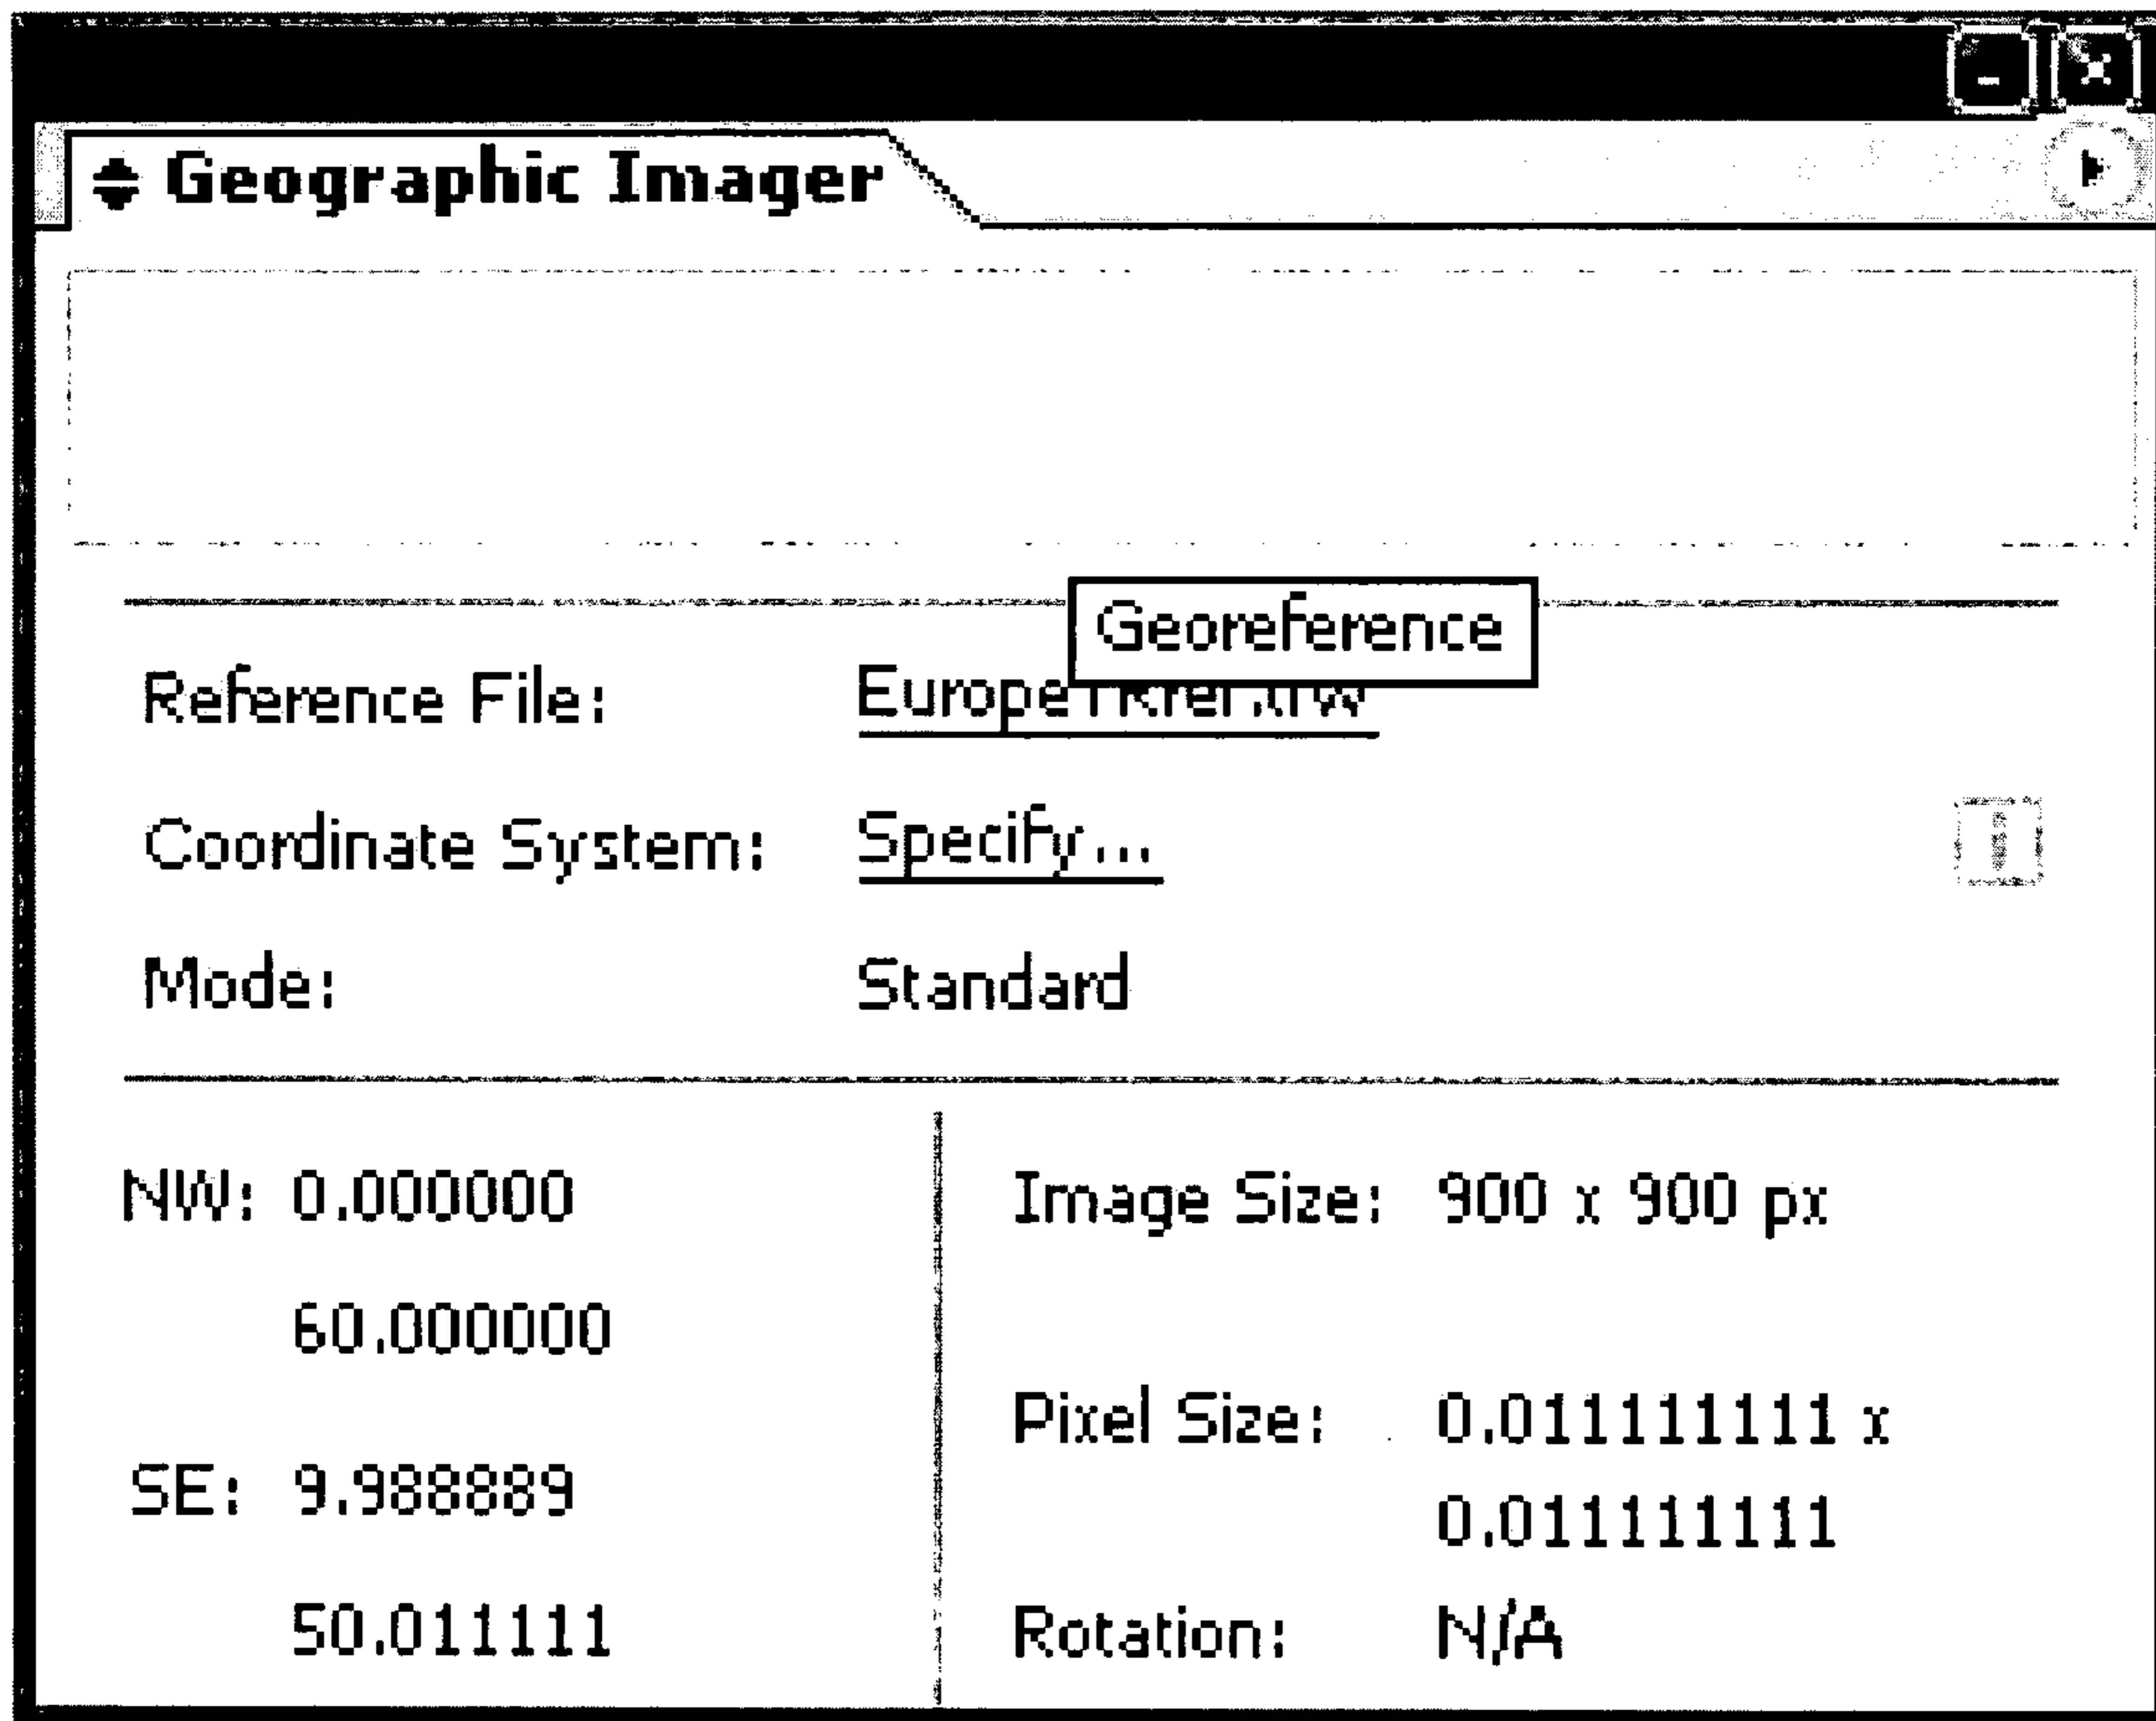 Geographic Imager
Georeference
Reference File: Europe
Coordinate System: Specify...
Mode: Standard
NW: 0.000000
60.000000
SE: 9.988889
50.011111
Image Size: 900 x 900 px
Pixel Size: 0.011111111 x
0.011111111
Rotation: N/A